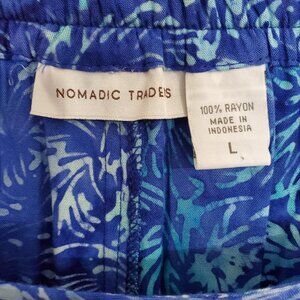 NOMADIC TRADERS
100% RAYON
MADE IN
INDONESIA
L